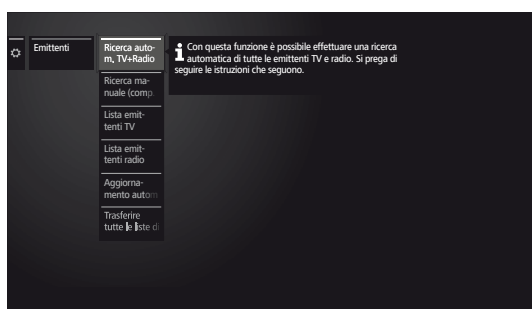 Emittenti
Ricerca auto-
m, TV+Radio
Ricerca ma-
nuale (comp.
Lista emit-
tenti TV
Lista emit-
tenti radio
Aggiorna-
mento autom
Trasferire
tutte le liste di
Con questa funzione è possibile effettuare una ricerca
automatica di tutte le emittenti TV e radio. Si prega di
seguire le istruzioni che seguono.